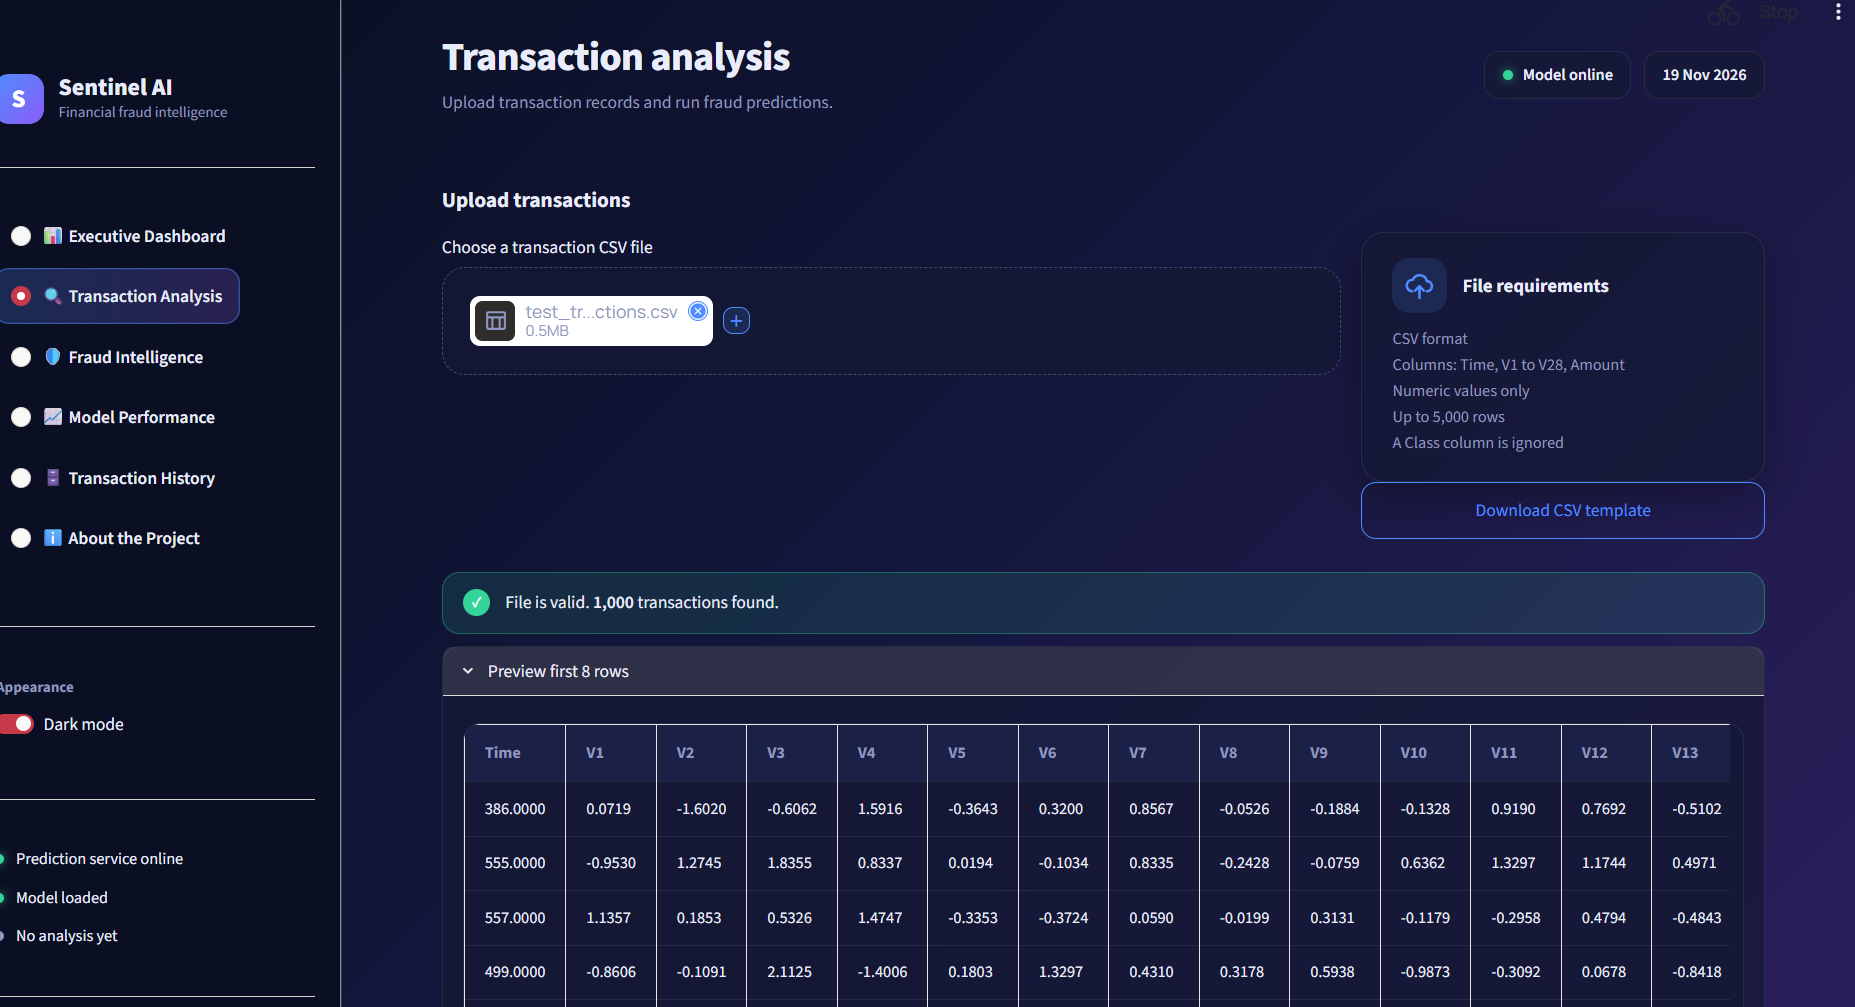 Stop
S
Sentinel AI
Financial fraud intelligence
Executive Dashboard
Transaction Analysis
Fraud Intelligence
Model Performance
Transaction History
About the Project
Appearance
Dark mode
Prediction service online
Model loaded
No analysis yet
Transaction analysis
Upload transaction records and run fraud predictions.
Model online
19 Nov 2026
Upload transactions
Choose a transaction CSV file
test_tr...ctions.csv
0.5MB
File requirements
CSV format
Columns: Time, V1 to V28, Amount
Numeric values only
Up to 5,000 rows
A Class column is ignored
Download CSV template
File is valid. 1,000 transactions found.
Preview first 8 rows
Time V1 V2 V3 V4 V5 V6 V7 V8 V9 V10 V11 V12 V13
386.0000 0.0719 -1.6020 -0.6062 1.5916 -0.3643 0.3200 0.8567 -0.0526 -0.1884 -0.1328 0.9190 0.7692 -0.5102
555.0000 -0.9530 1.2745 1.8355 0.8337 0.0194 -0.1034 0.8335 -0.2428 -0.0759 0.6362 1.3297 1.1744 0.4971
557.0000 1.1357 0.1853 0.5326 1.4747 -0.3353 -0.3724 0.0590 -0.0199 0.3131 -0.1179 -0.2958 0.4794 -0.4843
499.0000 -0.8606 -0.1091 2.1125 -1.4006 0.1803 1.3297 0.4310 0.3178 0.5938 -0.9873 -0.3092 0.0678 -0.8418